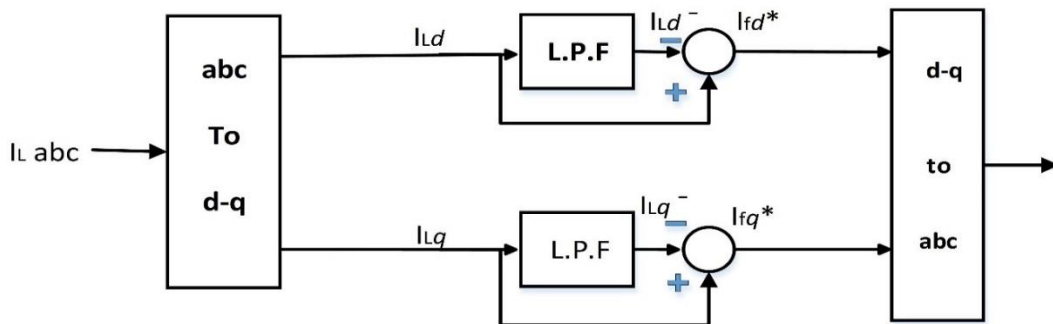 IL abc
abc
To
d-q
ILd
L.P.F
ILd⁻
−
+
Ifd*
ILq
L.P.F
ILq⁻
−
+
Ifq*
d-q
to
abc